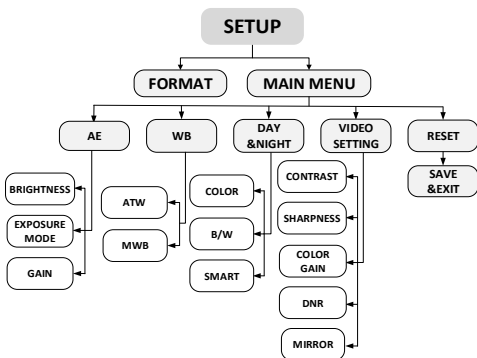 SETUP
FORMAT
MAIN MENU
AE
WB
DAY
&NIGHT
VIDEO
SETTING
RESET
SAVE
&EXIT
BRIGHTNESS
EXPOSURE
MODE
GAIN
ATW
MWB
COLOR
B/W
SMART
CONTRAST
SHARPNESS
COLOR
GAIN
DNR
MIRROR